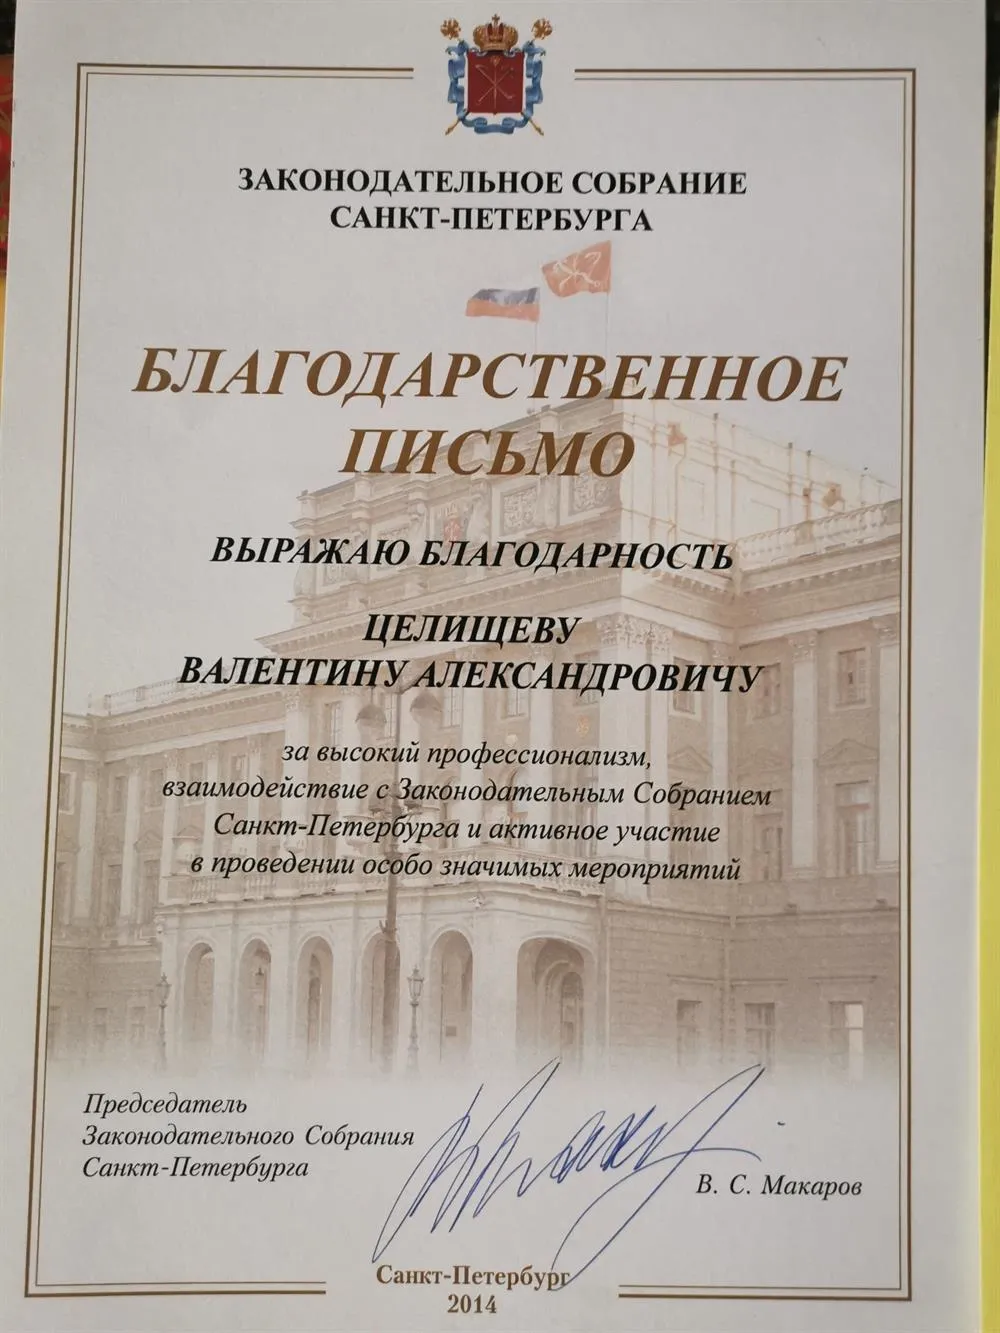 ЗАКОНОДАТЕЛЬНОЕ СОБРАНИЕ
САНКТ-ПЕТЕРБУРГА
БЛАГОДАРСТВЕННОЕ
ПИСЬМО
ВЫРАЖАЮ БЛАГОДАРНОСТЬ
ЦЕЛИЩЕВУ
ВАЛЕНТИНУ АЛЕКСАНДРОВИЧУ
за высокий профессионализм,
взаимодействие с Законодательным Собранием
Санкт-Петербурга и активное участие
в проведении особо значимых мероприятий
Председатель
Законодательного Собрания
Санкт-Петербурга
В. С. Макаров
Санкт-Петербург
2014